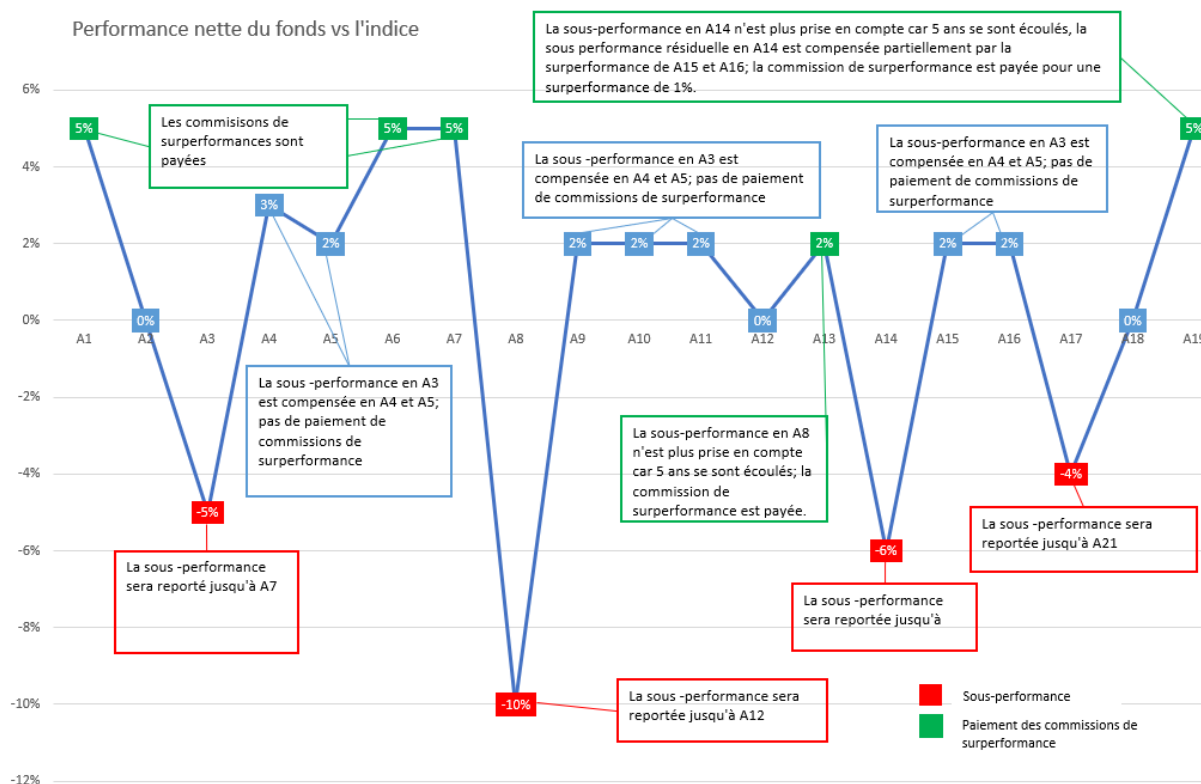 Performance nette du fonds vs l'indice
La sous-performance en A14 n'est plus prise en compte car 5 ans se sont écoulés, la
sous performance résiduelle en A14 est compensée partiellement par la
surperformance de A15 et A16; la commission de surperformance est payée pour une
surperformance de 1%.
Les commisisons de
surperformances sont
payées
La sous -performance en A3 est
compensée en A4 et A5; pas de paiement
de commissions de surperformance
La sous-performance en A3 est
compensée en A4 et A5; pas de
paiement de commissions de
surperformance
6%
4%
2%
0%
-2%
-4%
-6%
-8%
-10%
-12%
5%
0%
-5%
3%
2%
5%
5%
-10%
2%
2%
2%
0%
2%
-6%
2%
2%
-4%
0%
5%
A1
A2
A3
A4
A5
A6
A7
A8
A9
A10
A11
A12
A13
A14
A15
A16
A17
A18
A19
La sous -performance en A3
est compensée en A4 et A5;
pas de paiement de
commissions de
surperformance
La sous-performance en A8
n'est plus prise en compte
car 5 ans se sont écoulés; la
commission de
surperformance est payée.
La sous -performance sera
reportée jusqu'à A21
La sous -performance
sera reporté jusqu'à A7
La sous -performance
sera reportée jusqu'à
La sous -performance sera
reportée jusqu'à A12
Sous-performance
Paiement des commissions de
surperformance